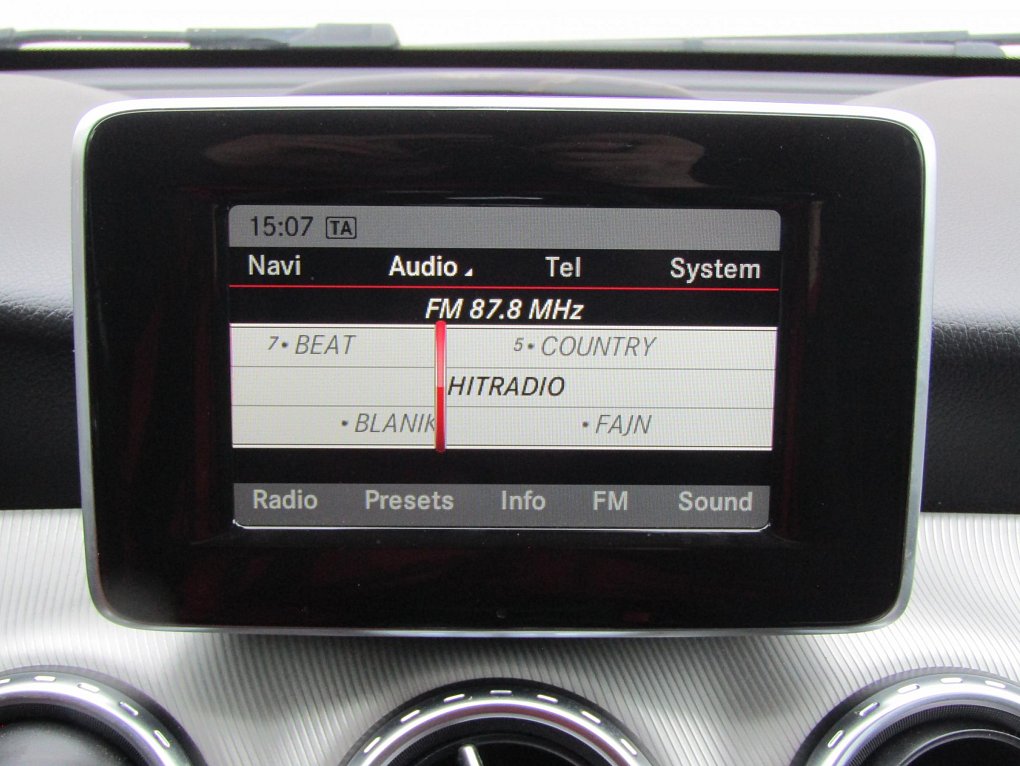 15:07 TA
Navi Audio Tel System
FM 87.8 MHz
7• BEAT 5• COUNTRY
HITRADIO
• BLANIK • FAJN
Radio Presets Info FM Sound